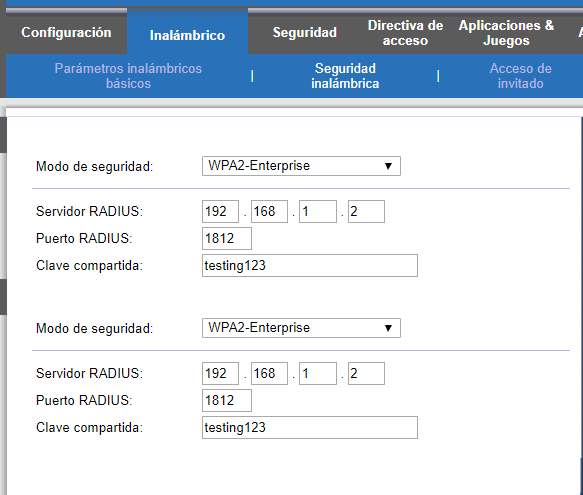 Configuración Inalámbrico Seguridad Directiva de acceso Aplicaciones & Juegos
Parámetros inalámbricos básicos | Seguridad inalámbrica | Acceso de invitado
Modo de seguridad: WPA2-Enterprise
Servidor RADIUS: 192 . 168 . 1 . 2
Puerto RADIUS: 1812
Clave compartida: testing123
Modo de seguridad: WPA2-Enterprise
Servidor RADIUS: 192 . 168 . 1 . 2
Puerto RADIUS: 1812
Clave compartida: testing123